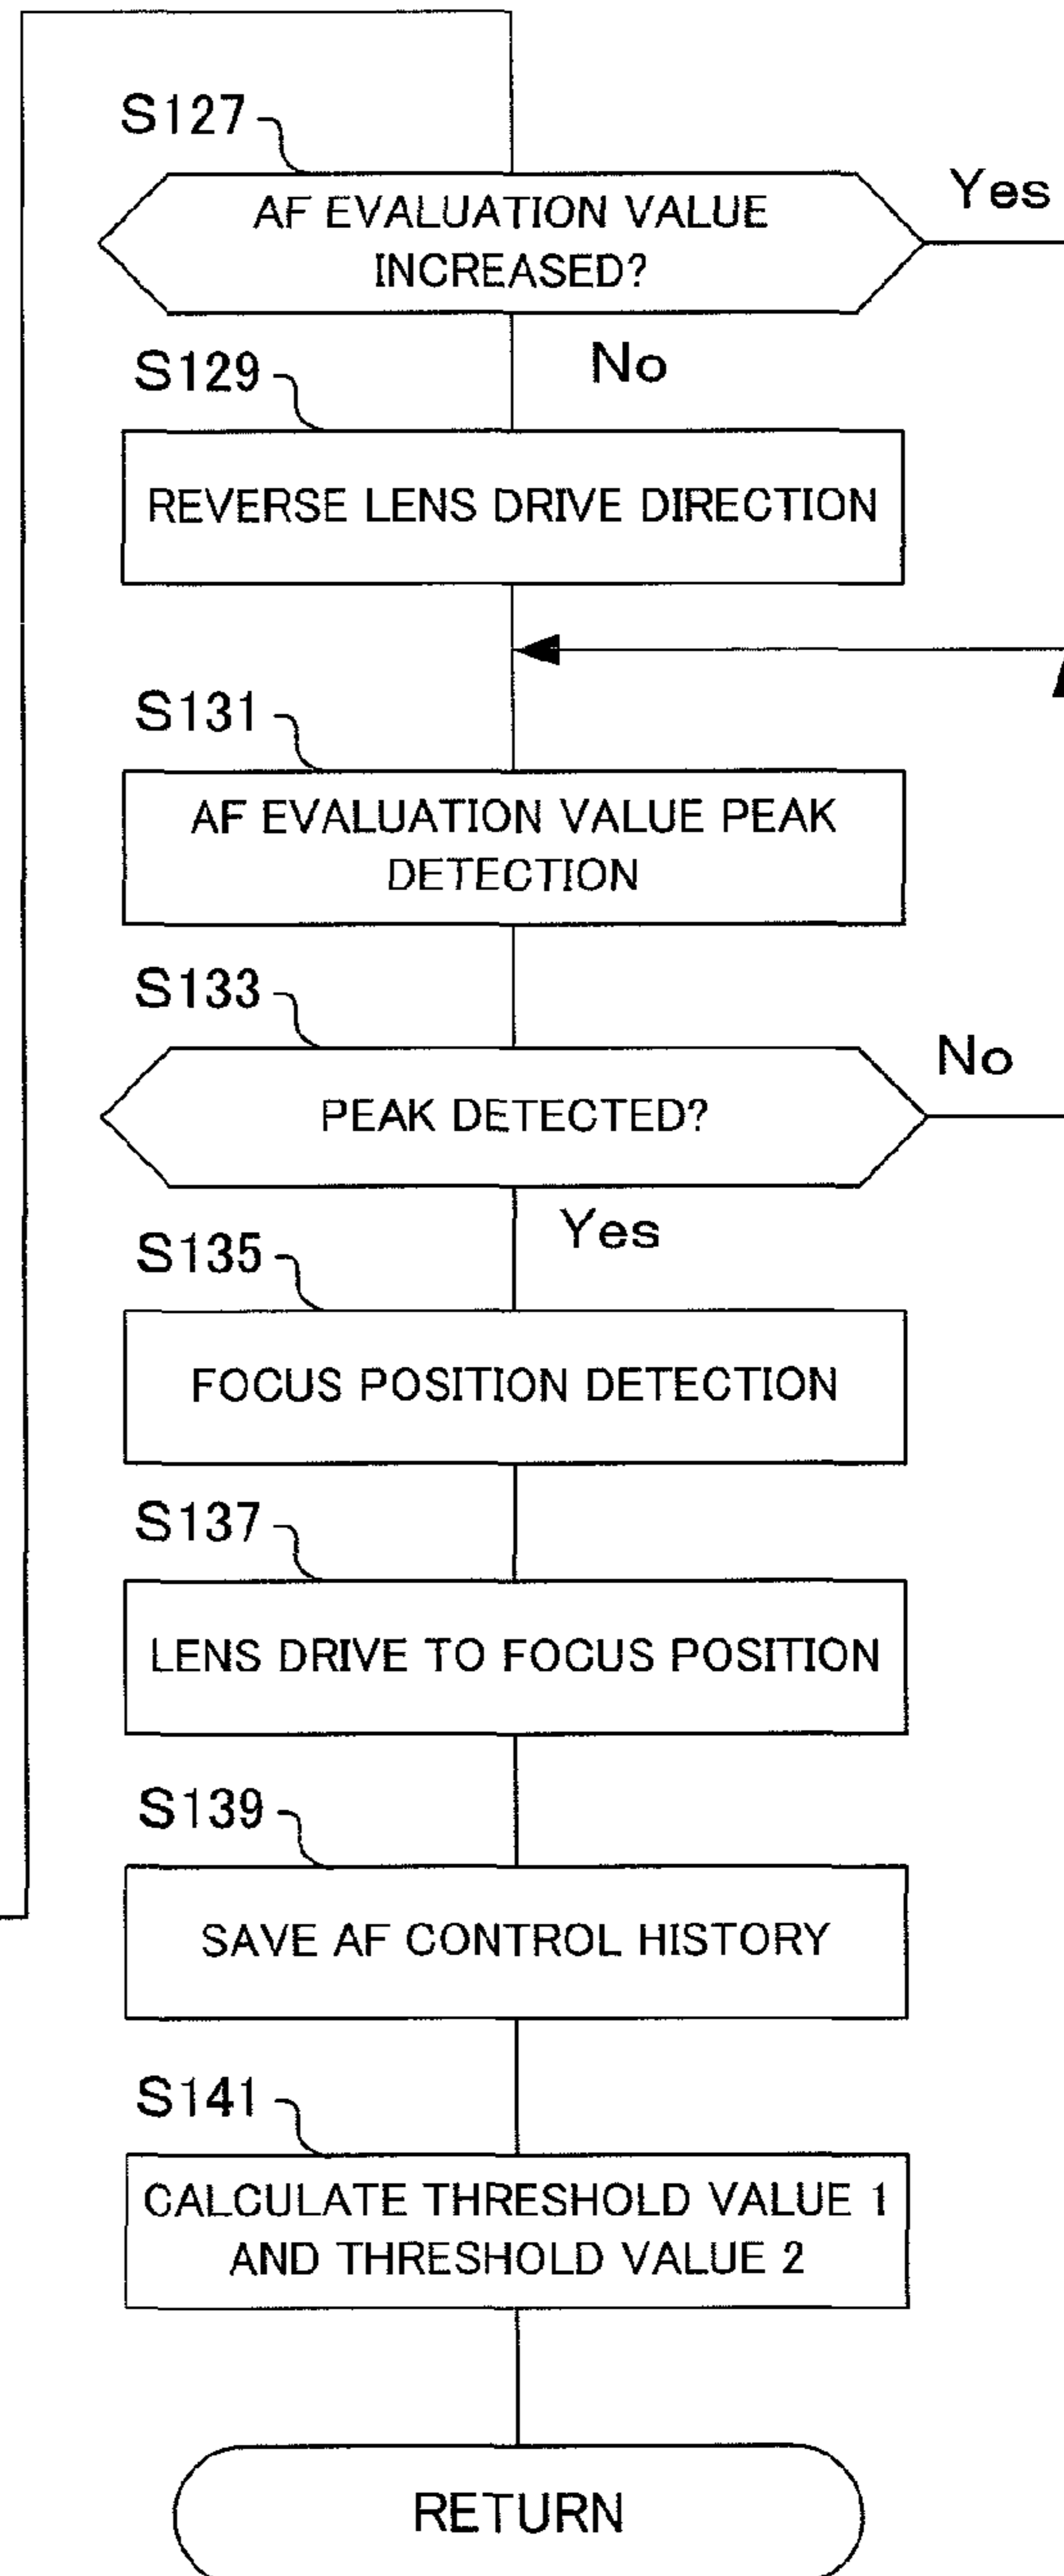 S127
AF EVALUATION VALUE
INCREASED?
Yes
No
S129
REVERSE LENS DRIVE DIRECTION
S131
AF EVALUATION VALUE PEAK
DETECTION
S133
PEAK DETECTED?
No
Yes
S135
FOCUS POSITION DETECTION
S137
LENS DRIVE TO FOCUS POSITION
S139
SAVE AF CONTROL HISTORY
S141
CALCULATE THRESHOLD VALUE 1
AND THRESHOLD VALUE 2
RETURN